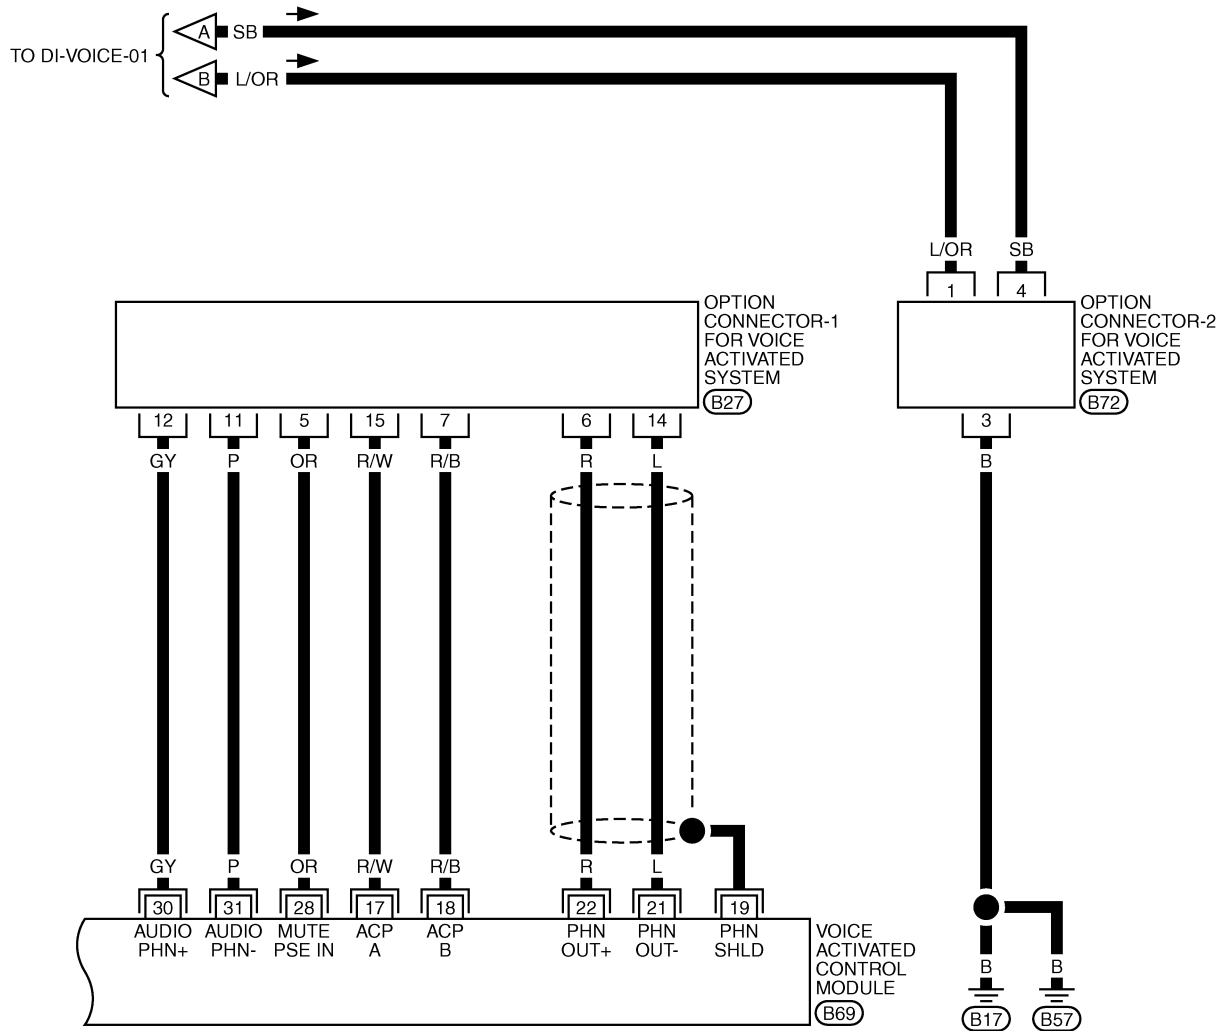 A SB
TO DI-VOICE-01
B L/OR
L/OR SB
1 4
OPTION
CONNECTOR-1
FOR VOICE
ACTIVATED
SYSTEM
B27
OPTION
CONNECTOR-2
FOR VOICE
ACTIVATED
SYSTEM
B72
12 11 5 15 7 6 14 3
GY P OR R/W R/B R L B
GY P OR R/W R/B R L
30 31 28 17 18 22 21 19
AUDIO PHN+
AUDIO PHN-
MUTE PSE IN
ACP A
ACP B
PHN OUT+
PHN OUT-
PHN SHLD
VOICE
ACTIVATED
CONTROL
MODULE
B69
B B
B17 B57